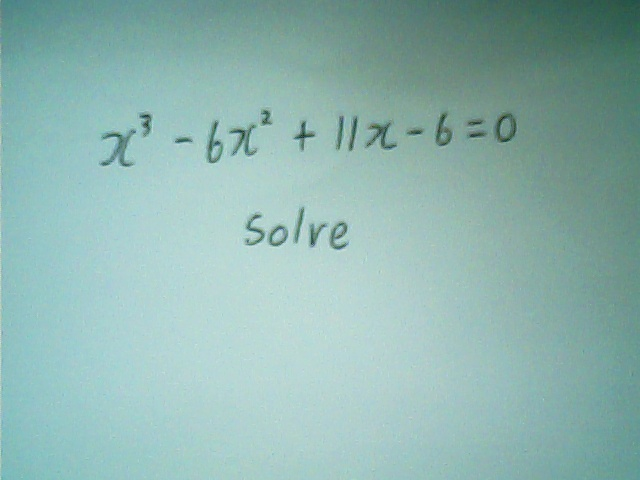 x³ - 6x² + 11x - 6 = 0
Solve